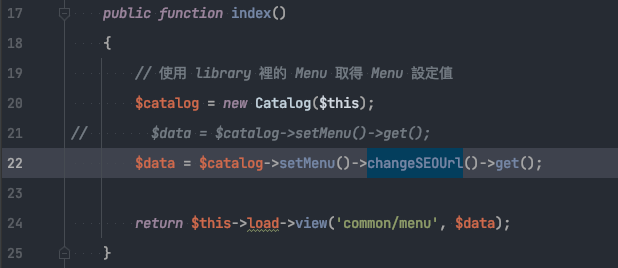 17 public function index()
18 {
19 // 使用 library 裡的 Menu 取得 Menu 設定值
20 $catalog = new Catalog($this);
21 // $data = $catalog->setMenu()->get();
22 $data = $catalog->setMenu()->changeSEOUrl()->get();
23
24 return $this->load->view('common/menu', $data);
25 }